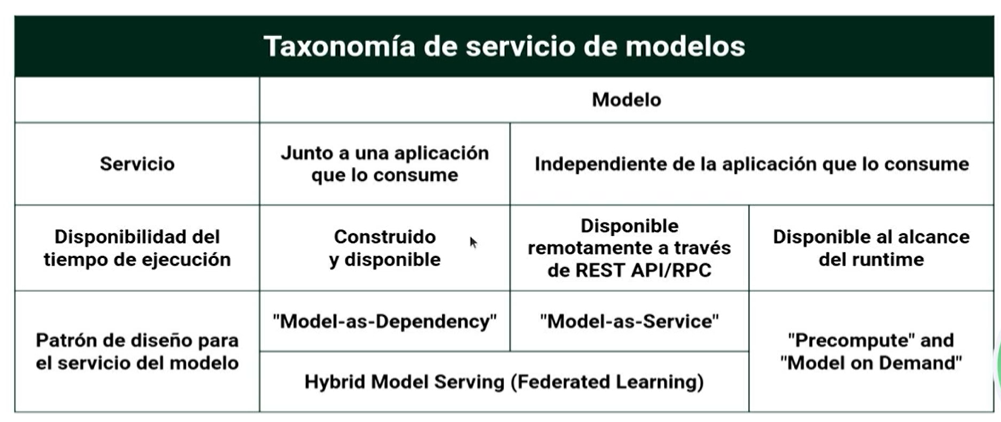 Taxonomía de servicio de modelos
Modelo
Servicio
Junto a una aplicación
que lo consume
Independiente de la aplicación que lo consume
Disponibilidad del
tiempo de ejecución
Construido
y disponible
Disponible
remotamente a través
de REST API/RPC
Disponible al alcance
del runtime
Patrón de diseño para
el servicio del modelo
"Model-as-Dependency"
"Model-as-Service"
"Precompute" and
"Model on Demand"
Hybrid Model Serving (Federated Learning)